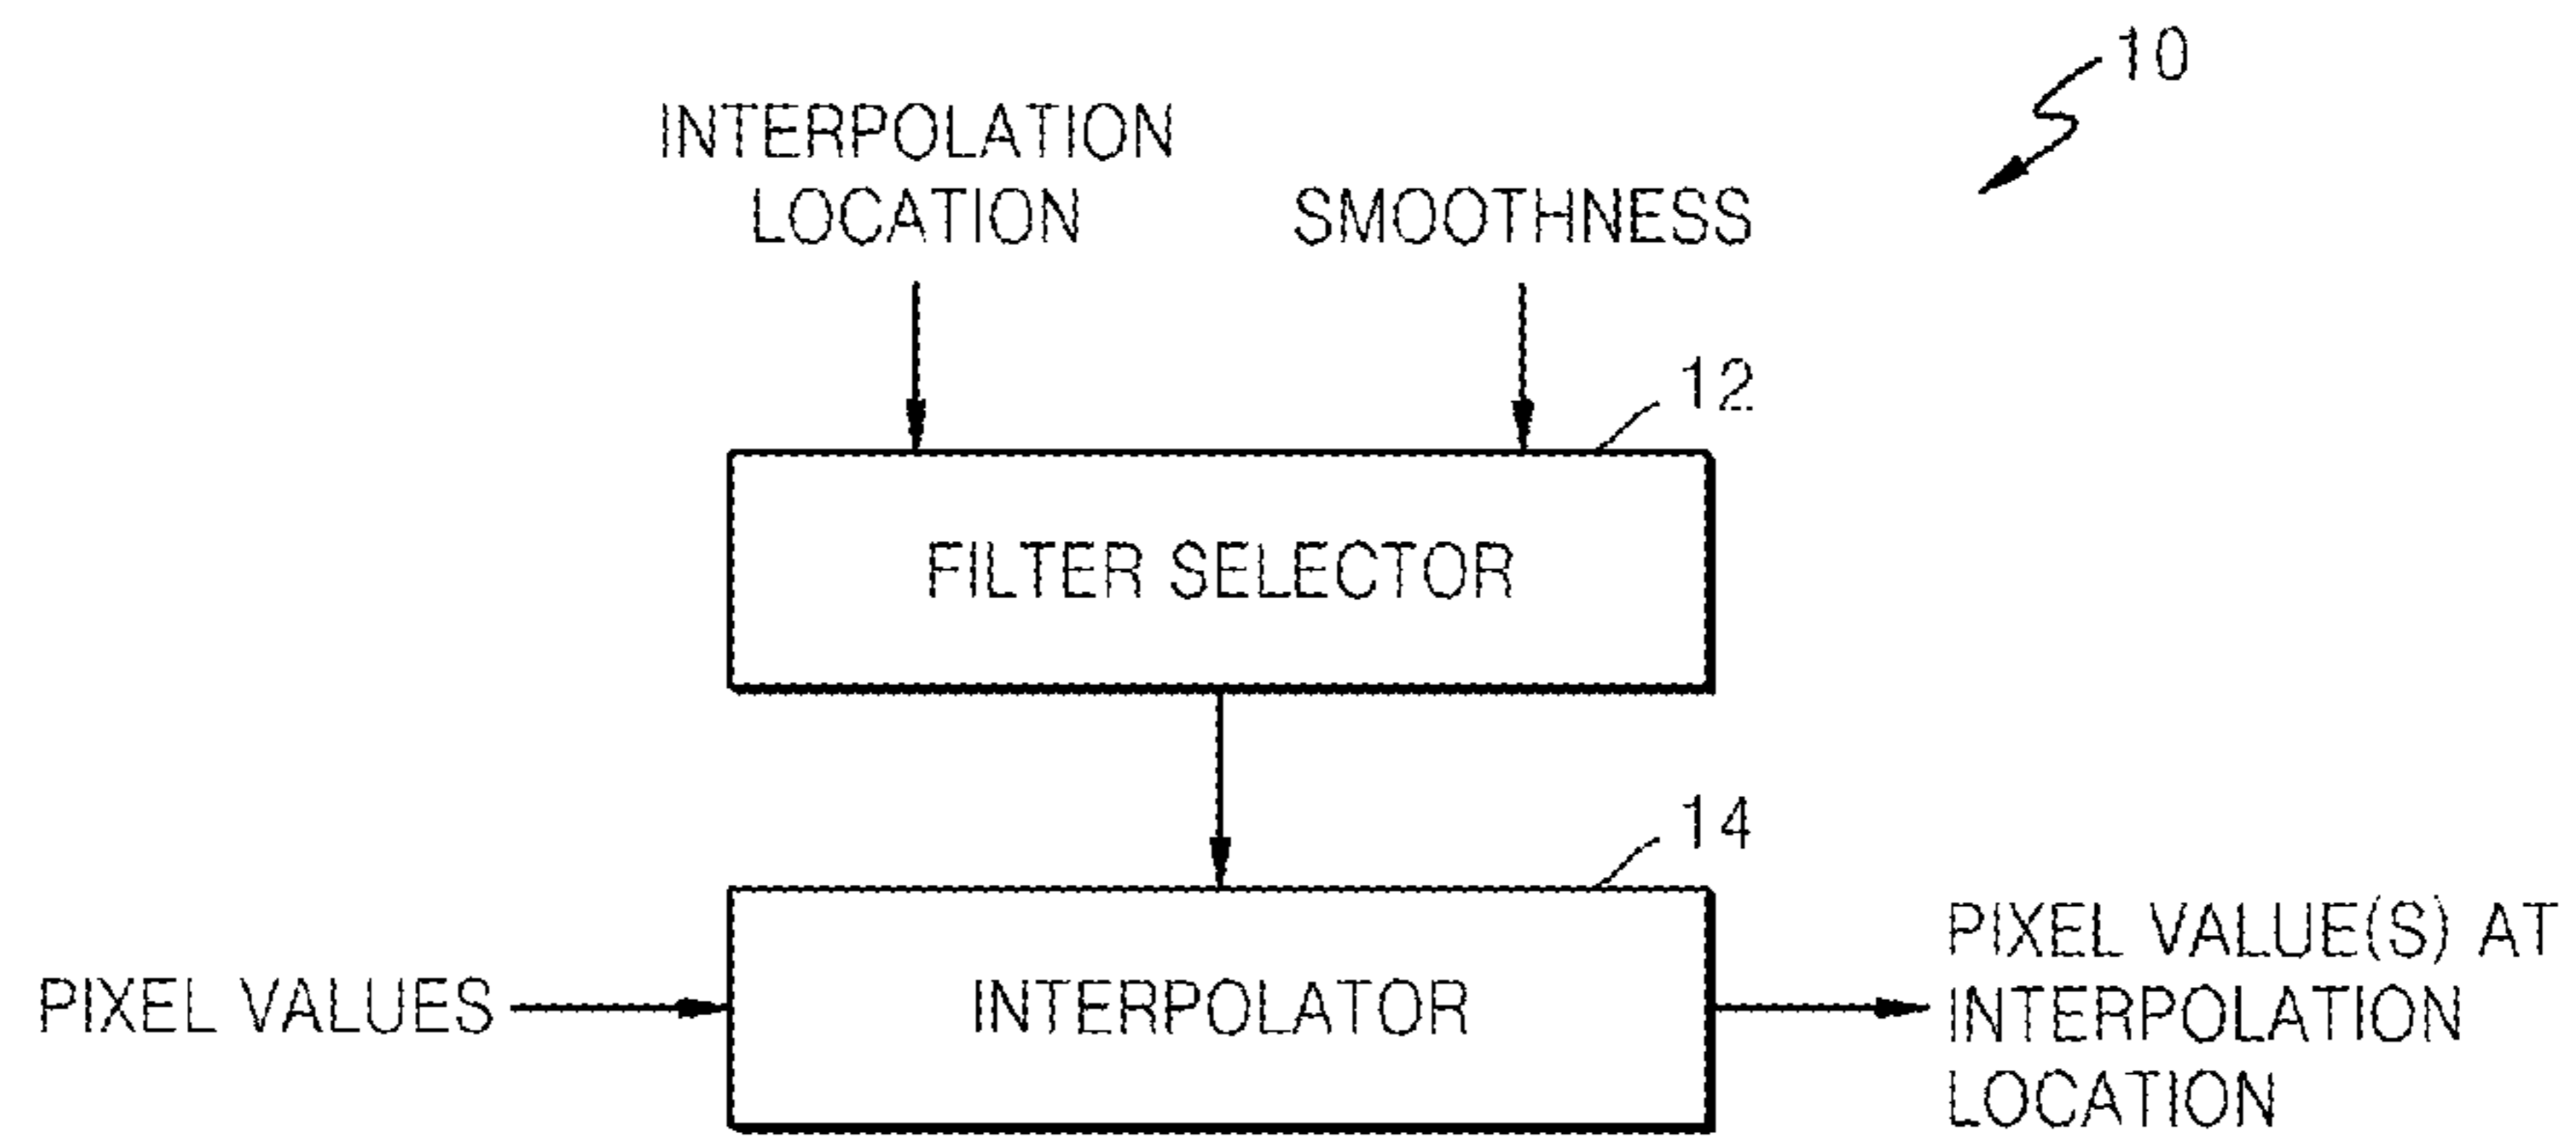 10
INTERPOLATION
LOCATION
SMOOTHNESS
12
FILTER SELECTOR
14
PIXEL VALUES
INTERPOLATOR
PIXEL VALUE(S) AT
INTERPOLATION
LOCATION